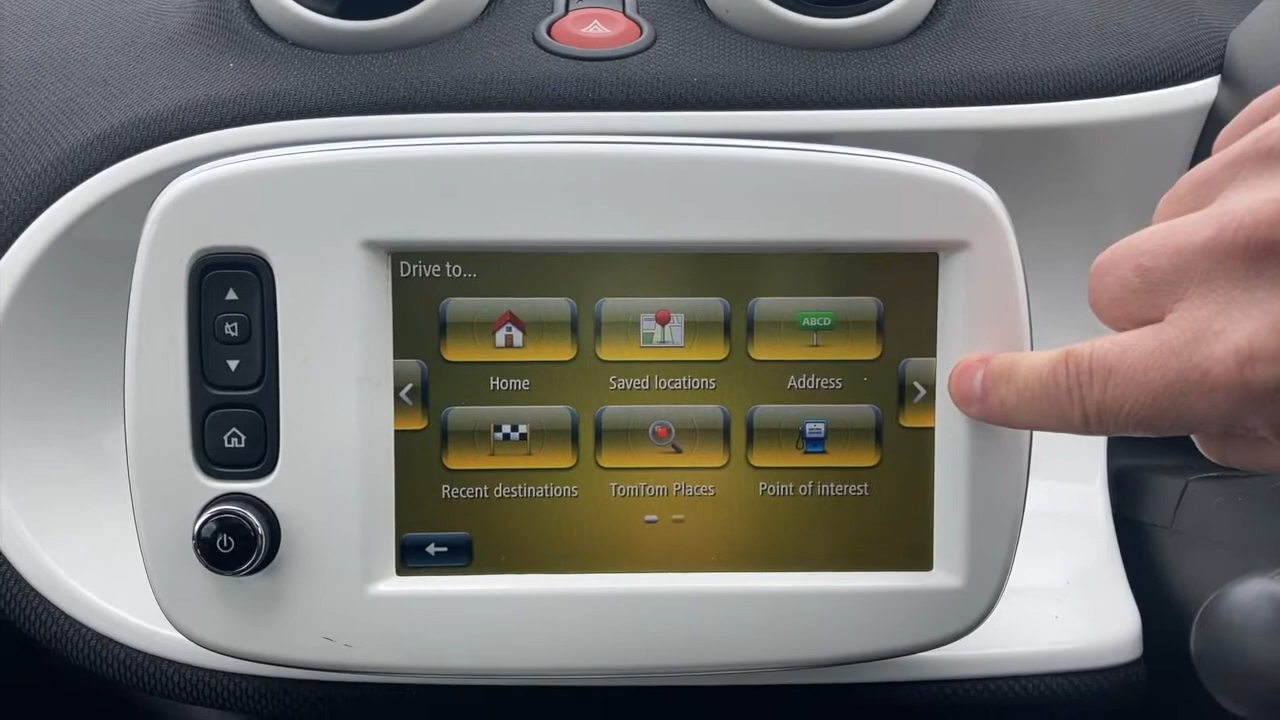 Drive to...
ABCD
Home
Saved locations
Address
Recent destinations
TomTom Places
Point of interest